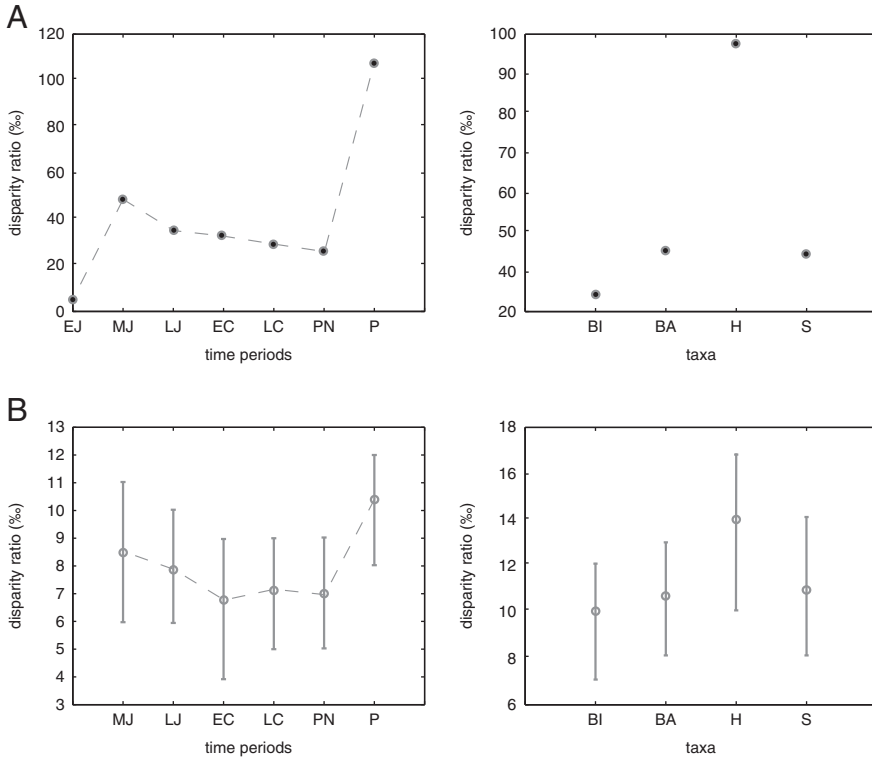 A
120
100
80
60
40
20
0
disparity ratio (‰)
EJ MJ LJ EC LC PN P
time periods
100
90
80
70
60
50
40
20
disparity ratio (‰)
BI BA H S
taxa
B
13
12
11
10
9
8
7
6
5
4
3
disparity ratio (‰)
MJ LJ EC LC PN P
time periods
18
16
14
12
10
8
6
disparity ratio (‰)
BI BA H S
taxa